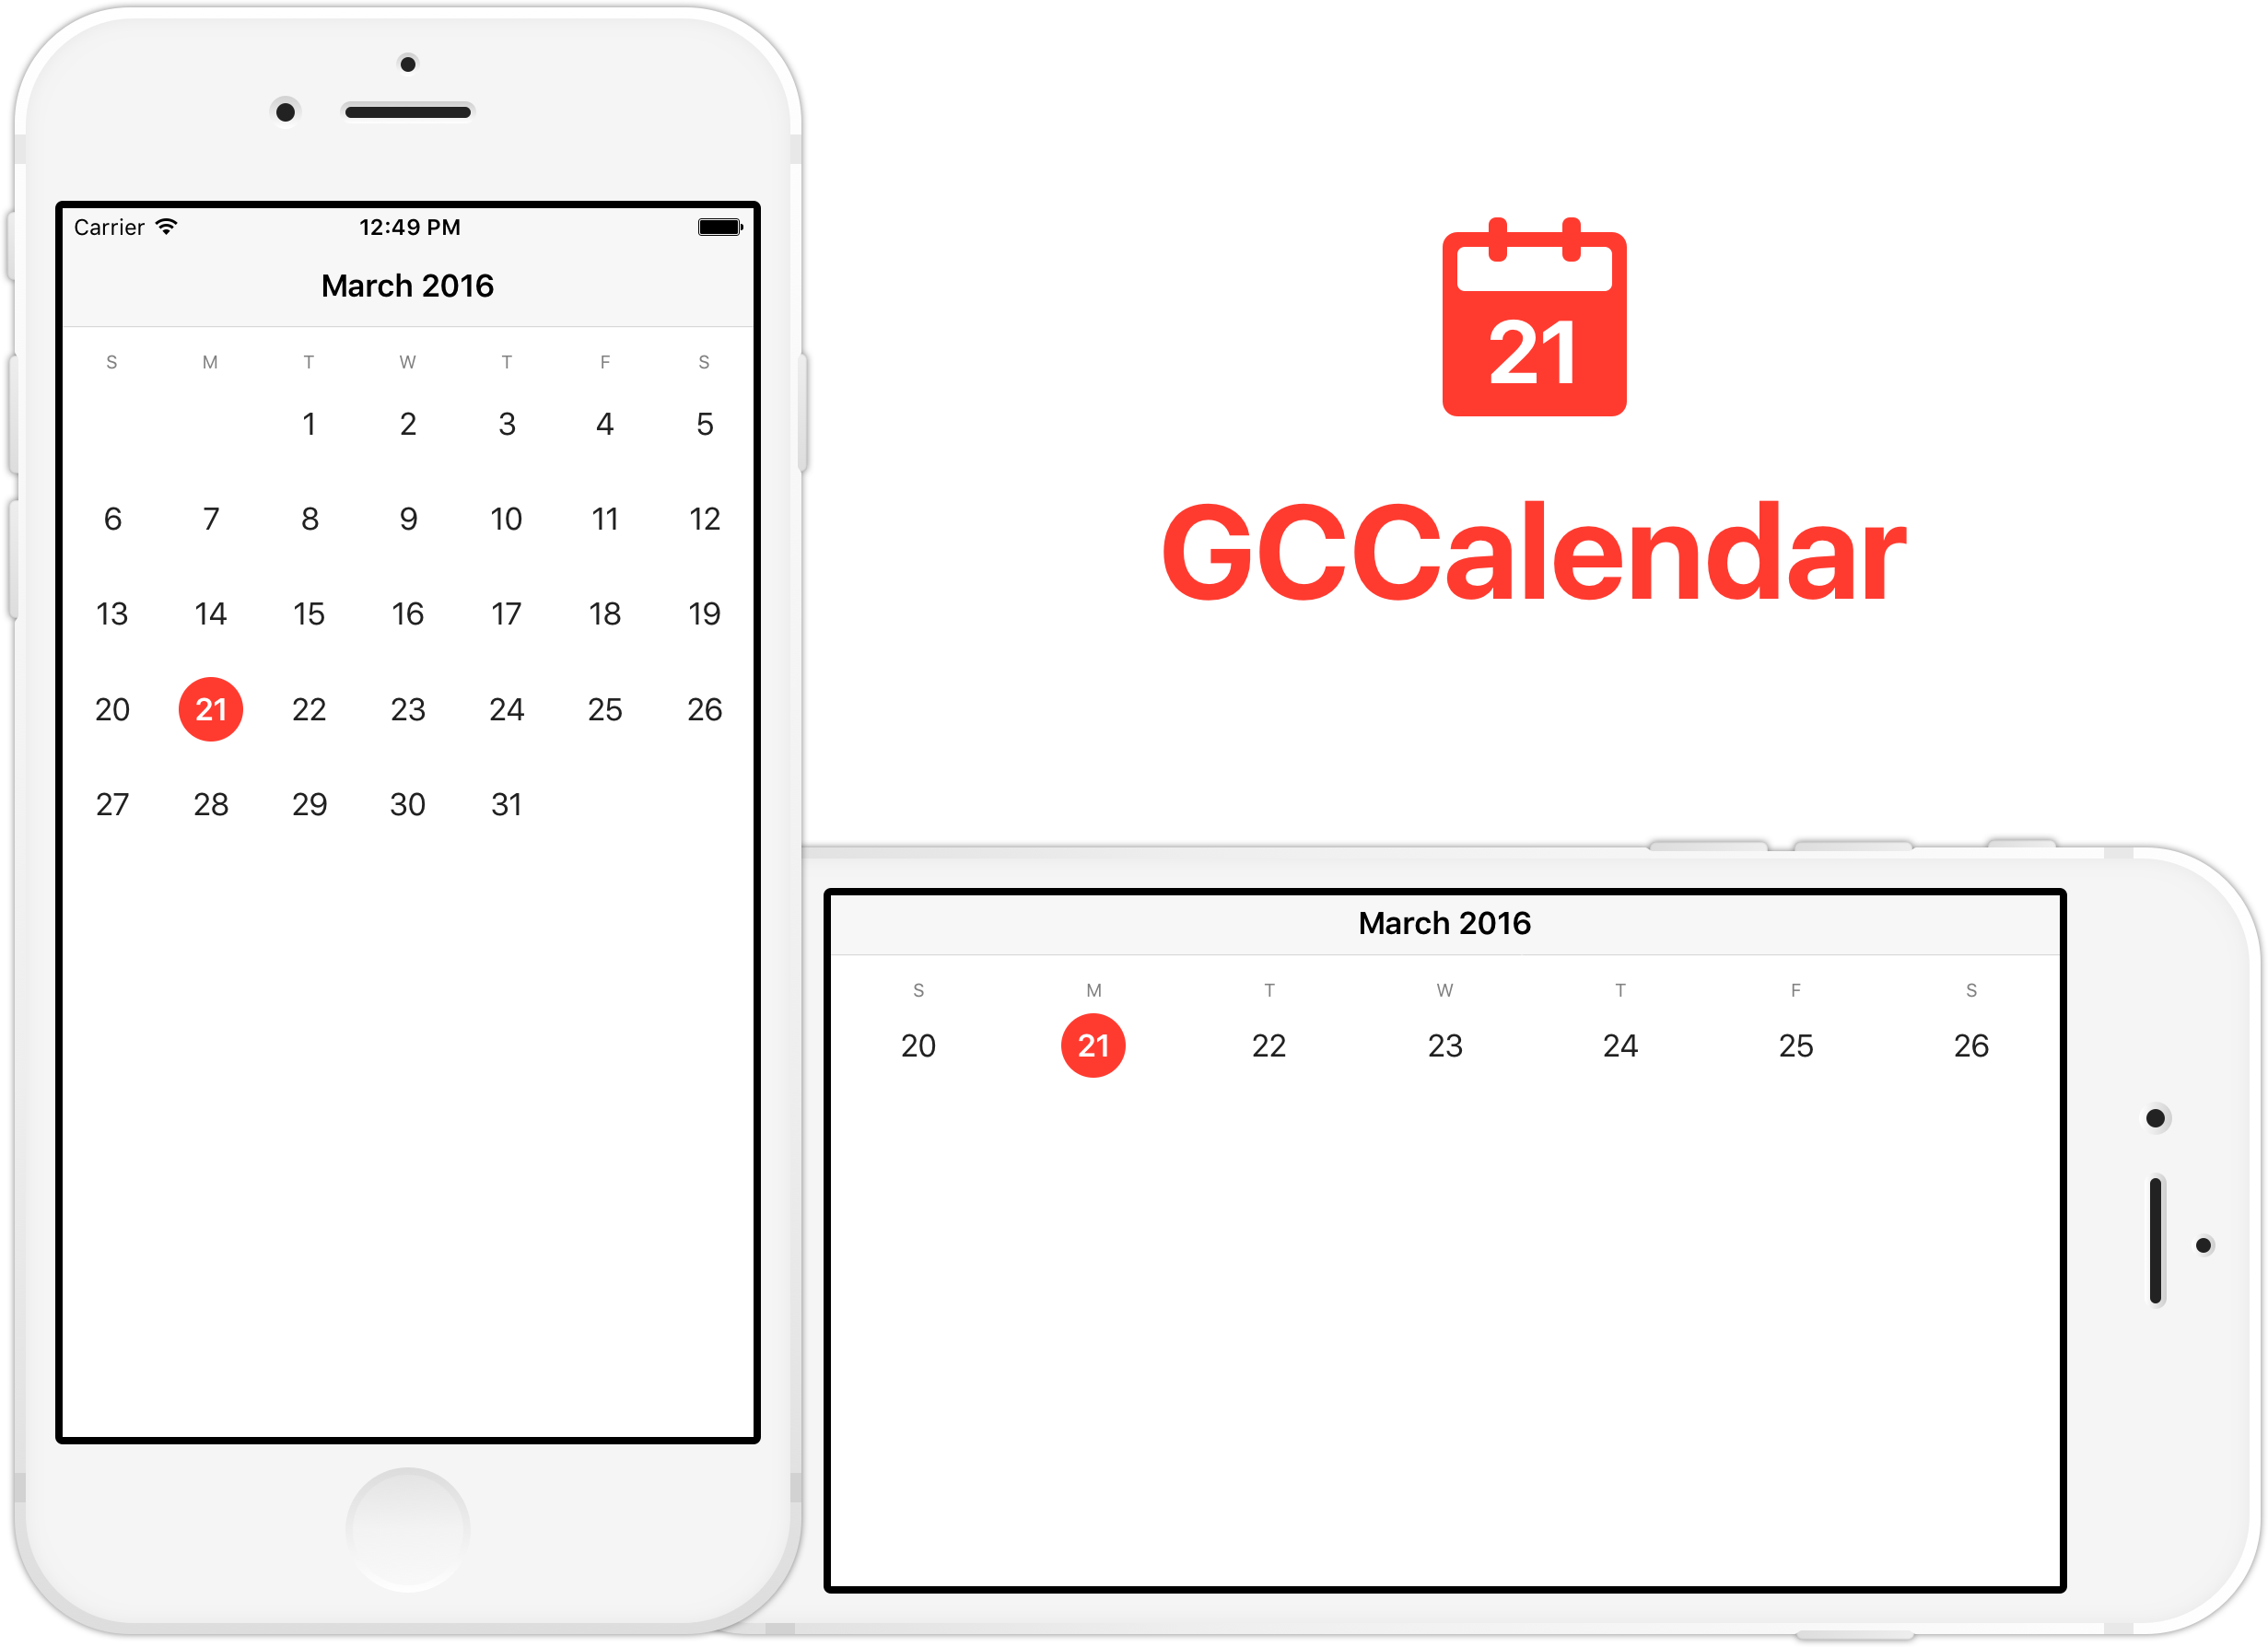 Carrier 12:49 PM
March 2016
S M T W T F S
1 2 3 4 5
6 7 8 9 10 11 12
13 14 15 16 17 18 19
20 21 22 23 24 25 26
27 28 29 30 31
21
GCCalendar
March 2016
S M T W T F S
20 21 22 23 24 25 26